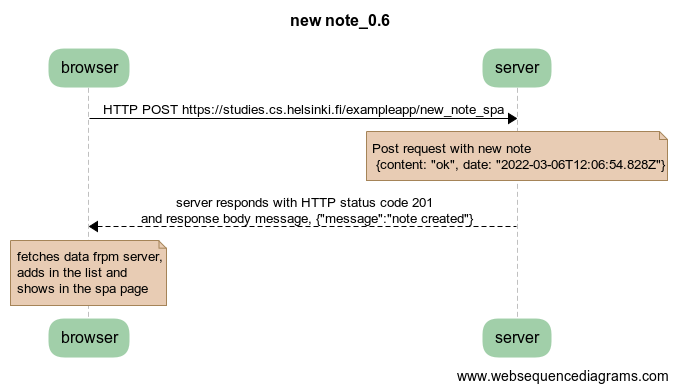 new note_0.6
browser
server
HTTP POST https://studies.cs.helsinki.fi/exampleapp/new_note_spa
Post request with new note
{content: "ok", date: "2022-03-06T12:06:54.828Z"}
server responds with HTTP status code 201
and response body message, {"message":"note created"}
fetches data frpm server,
adds in the list and
shows in the spa page
browser
server
www.websequencediagrams.com